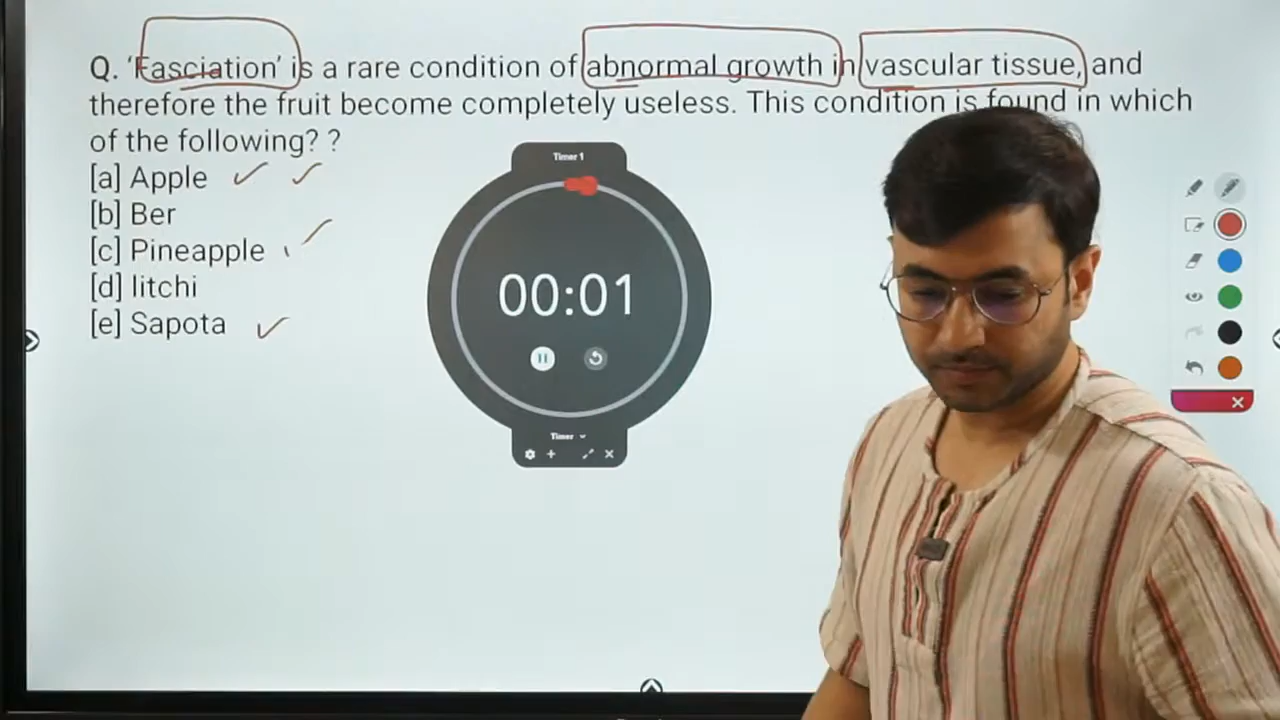 Q. 'Fasciation' is a rare condition of abnormal growth in vascular tissue, and
therefore the fruit become completely useless. This condition is found in which
of the following? ?
[a] Apple
[b] Ber
[c] Pineapple
[d] litchi
[e] Sapota
Timer 1
00:01
Timer